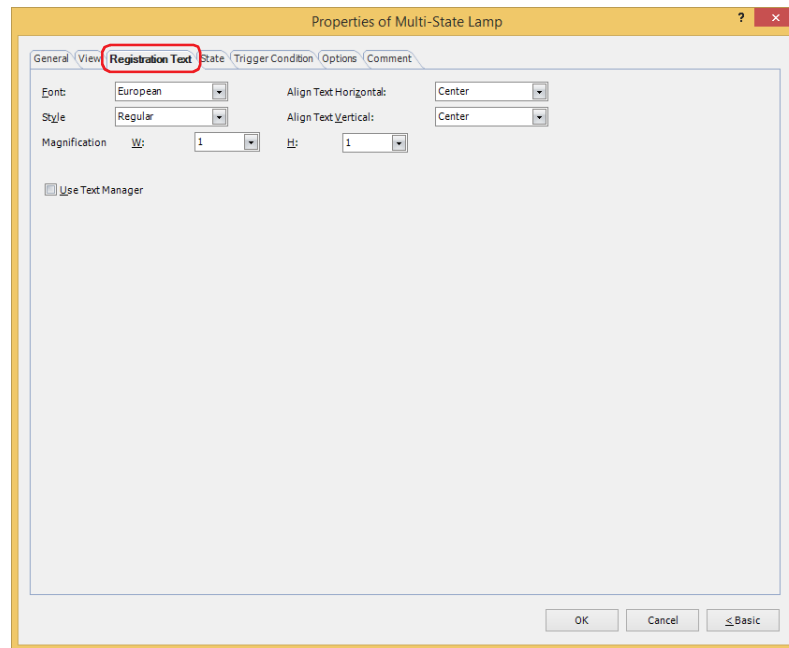 Properties of Multi-State Lamp ? ×
General View Registration Text State Trigger Condition Options Comment
Font: European Align Text Horizontal: Center
Style Regular Align Text Vertical: Center
Magnification W: 1 H: 1
Use Text Manager
OK Cancel < Basic